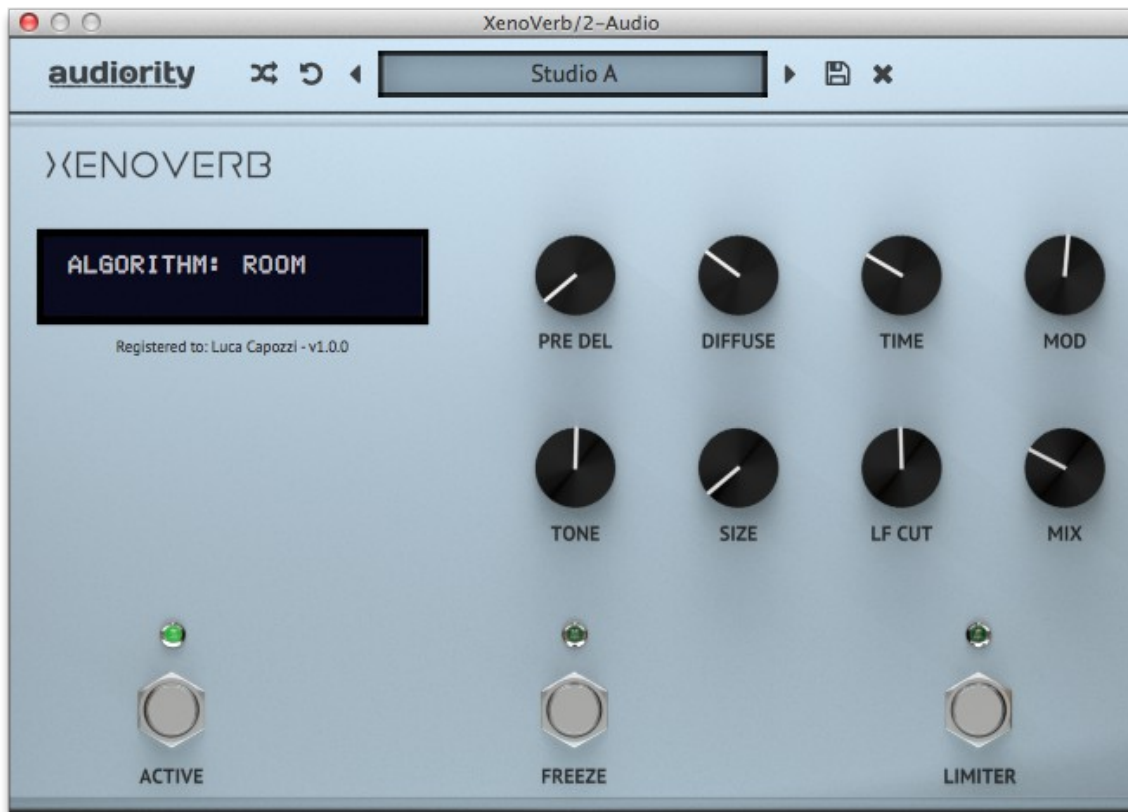 XenoVerb/2-Audio
audiority
Studio A
XENOVERB
ALGORITHM: ROOM
Registered to: Luca Capozzi - v1.0.0
PRE DEL DIFFUSE TIME MOD
TONE SIZE LF CUT MIX
ACTIVE FREEZE LIMITER